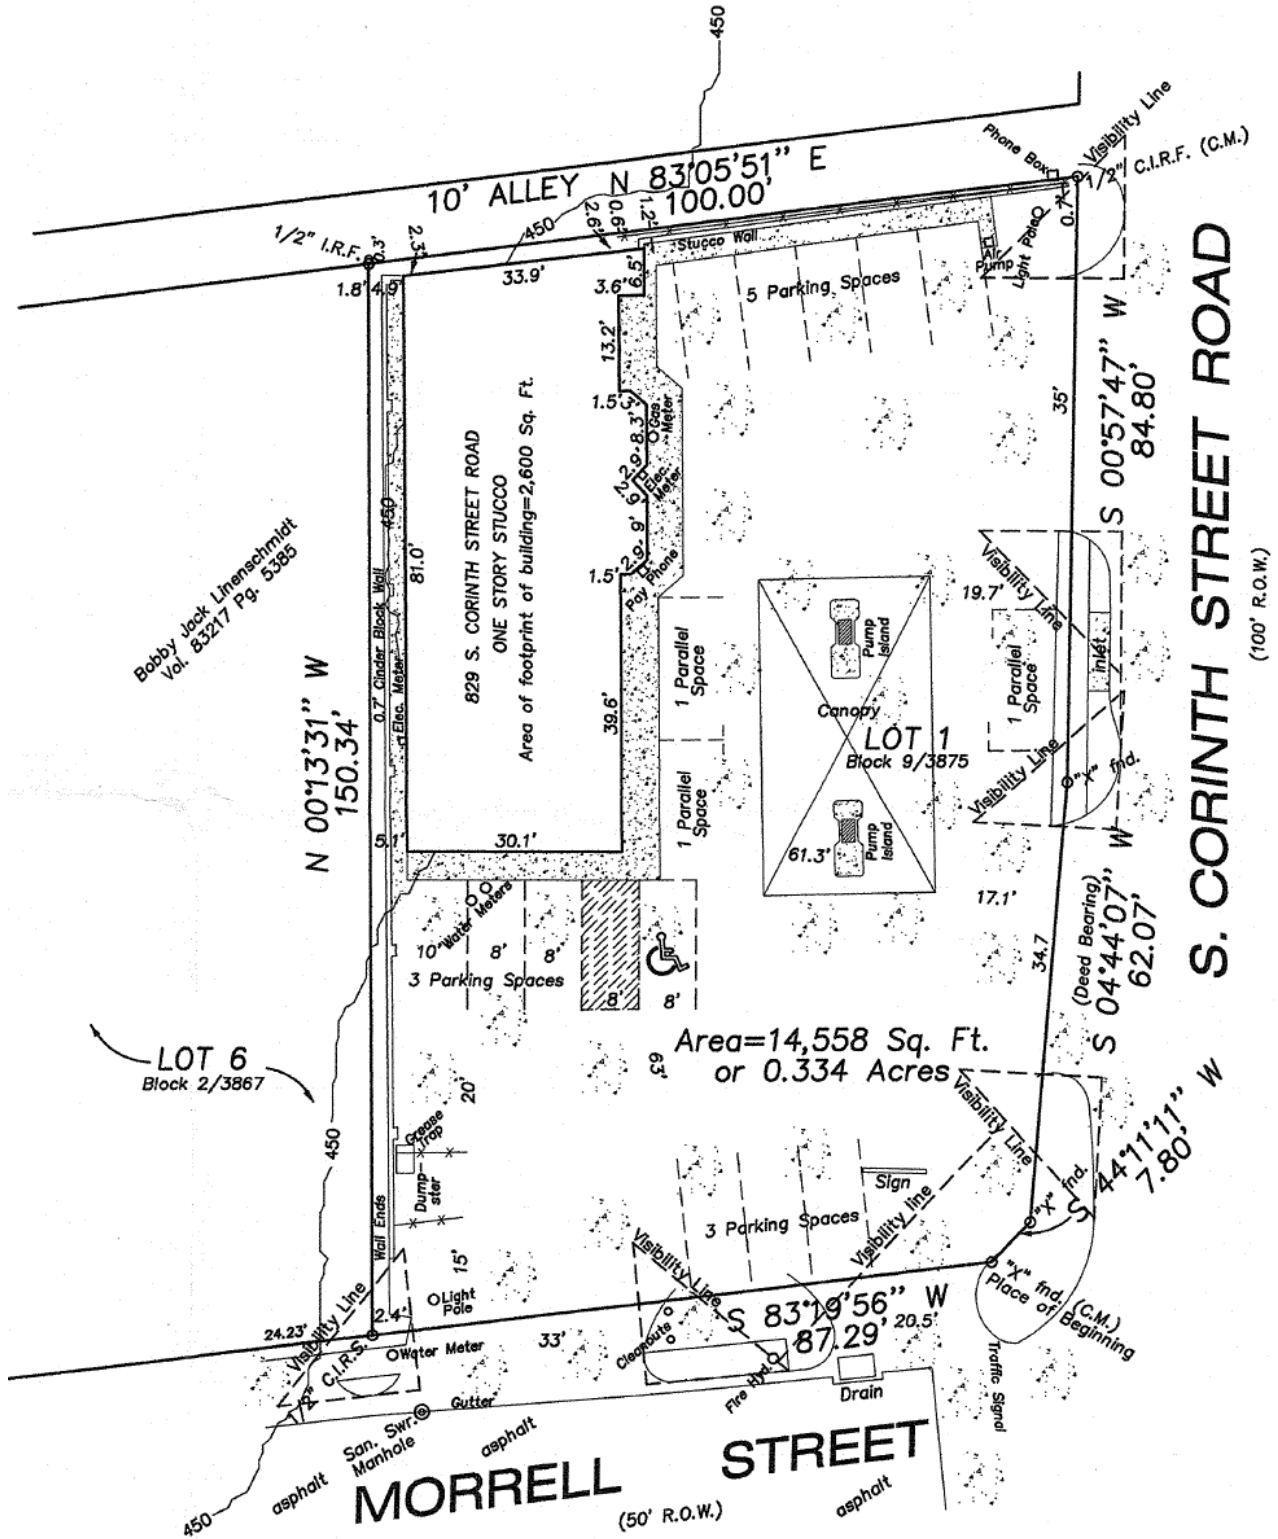 450
10' ALLEY N 83°05'51" E
100.00'
Phone Box
Visibility Line
1/2" C.I.R.F. (C.M.)
1/2" I.R.F.
0.3'
2.3'
450
2.6'
0.6'
1.2'
Stucco Wall
0.7'
Light Pole
Air
Pump
1.8'
4.9'
33.9'
6.5'
3.6'
13.2'
5 Parking Spaces
1.5'
3'
8.3'
Gas.
Meter
2.9'
Elec.
Meter
2.9'
9'
2.9'
1.5'
Pay Phone
35'
S 00°57'47" W
84.80'
S. CORINTH STREET ROAD
(100' R.O.W.)
829 S. CORINTH STREET ROAD
ONE STORY STUCCO
Area of footprint of building=2,600 Sq. Ft.
81.0'
450
0.7' Cinder Block Wall
Elec. Meter
Bobby Jack Linenschmidt
Vol. 83217 Pg. 5385
N 00°13'31" W
150.34'
39.6'
1 Parallel
Space
1 Parallel
Space
Pump
Island
Canopy
LOT 1
Block 9/3875
61.3'
Pump
Island
Visibility Line
19.7'
1 Parallel
Space
inlet
Visibility Line
"X" fnd.
17.1'
34.7
(Deed Bearing)
S 04°44'07" W
62.07'
5.1'
30.1'
10'
Water Meters
8'
8'
8'
8'
3 Parking Spaces
Area=14,558 Sq. Ft.
or 0.334 Acres
LOT 6
Block 2/3867
450
20'
63'
Grease
Trap
Dump-
ster
Wall Ends
15'
Light
Pole
3 Parking Spaces
Sign
Visibility Line
Visibility line
Visibility Line
"X" fnd.
S 44°11'11" W
7.80'
"X" fnd. (C.M.)
Place of Beginning
24.23'
Visibility Line
1/2" C.I.R.S.
2.4'
Water Meter
33'
S 83°19'56" W
87.29'
20.5'
Cleanouts
Fire Hyd.
Drain
Traffic Signal
Gutter
San. Swr.
Manhole
asphalt
asphalt
asphalt
450
MORRELL STREET
(50' R.O.W.)